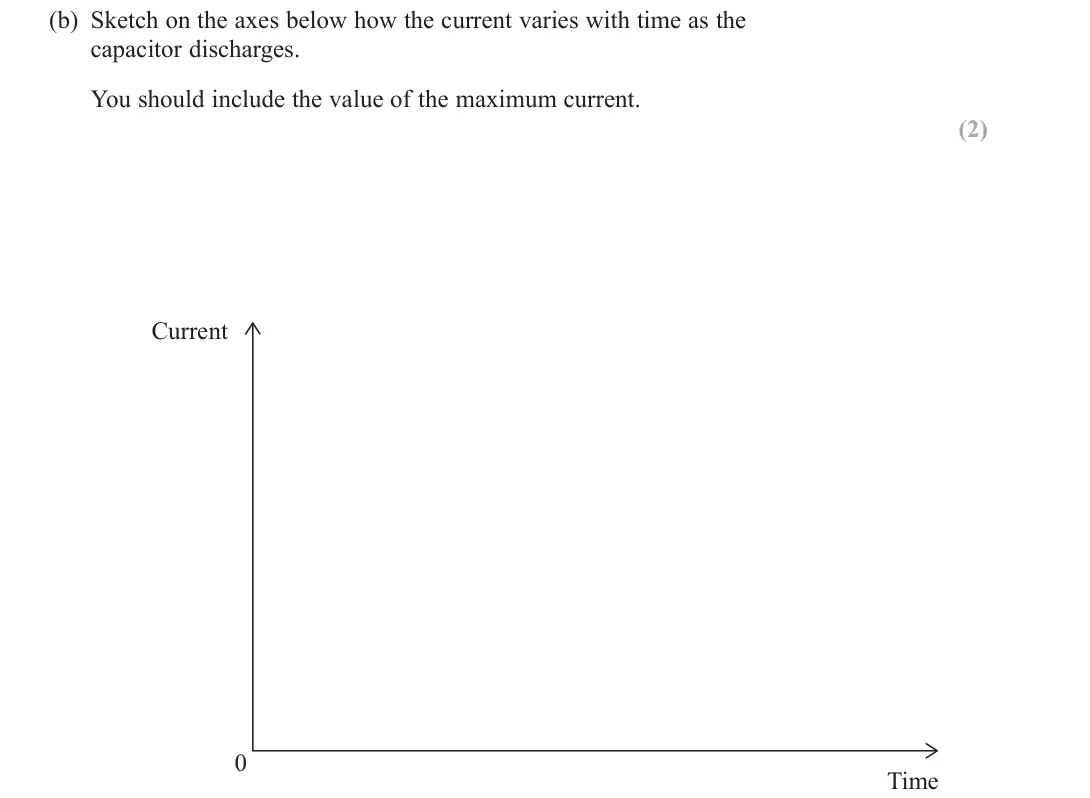 (b) Sketch on the axes below how the current varies with time as the
capacitor discharges.
You should include the value of the maximum current.
(2)
Current
0
Time